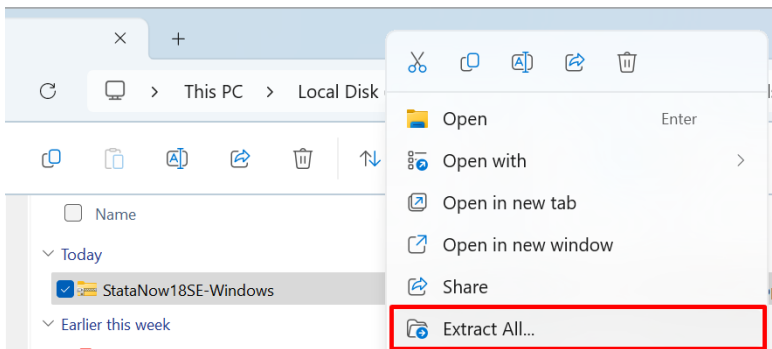 This PC > Local Disk
Open Enter
Open with
Name
Open in new tab
Open in new window
Today
StataNow18SE-Windows
Share
Earlier this week
Extract All...